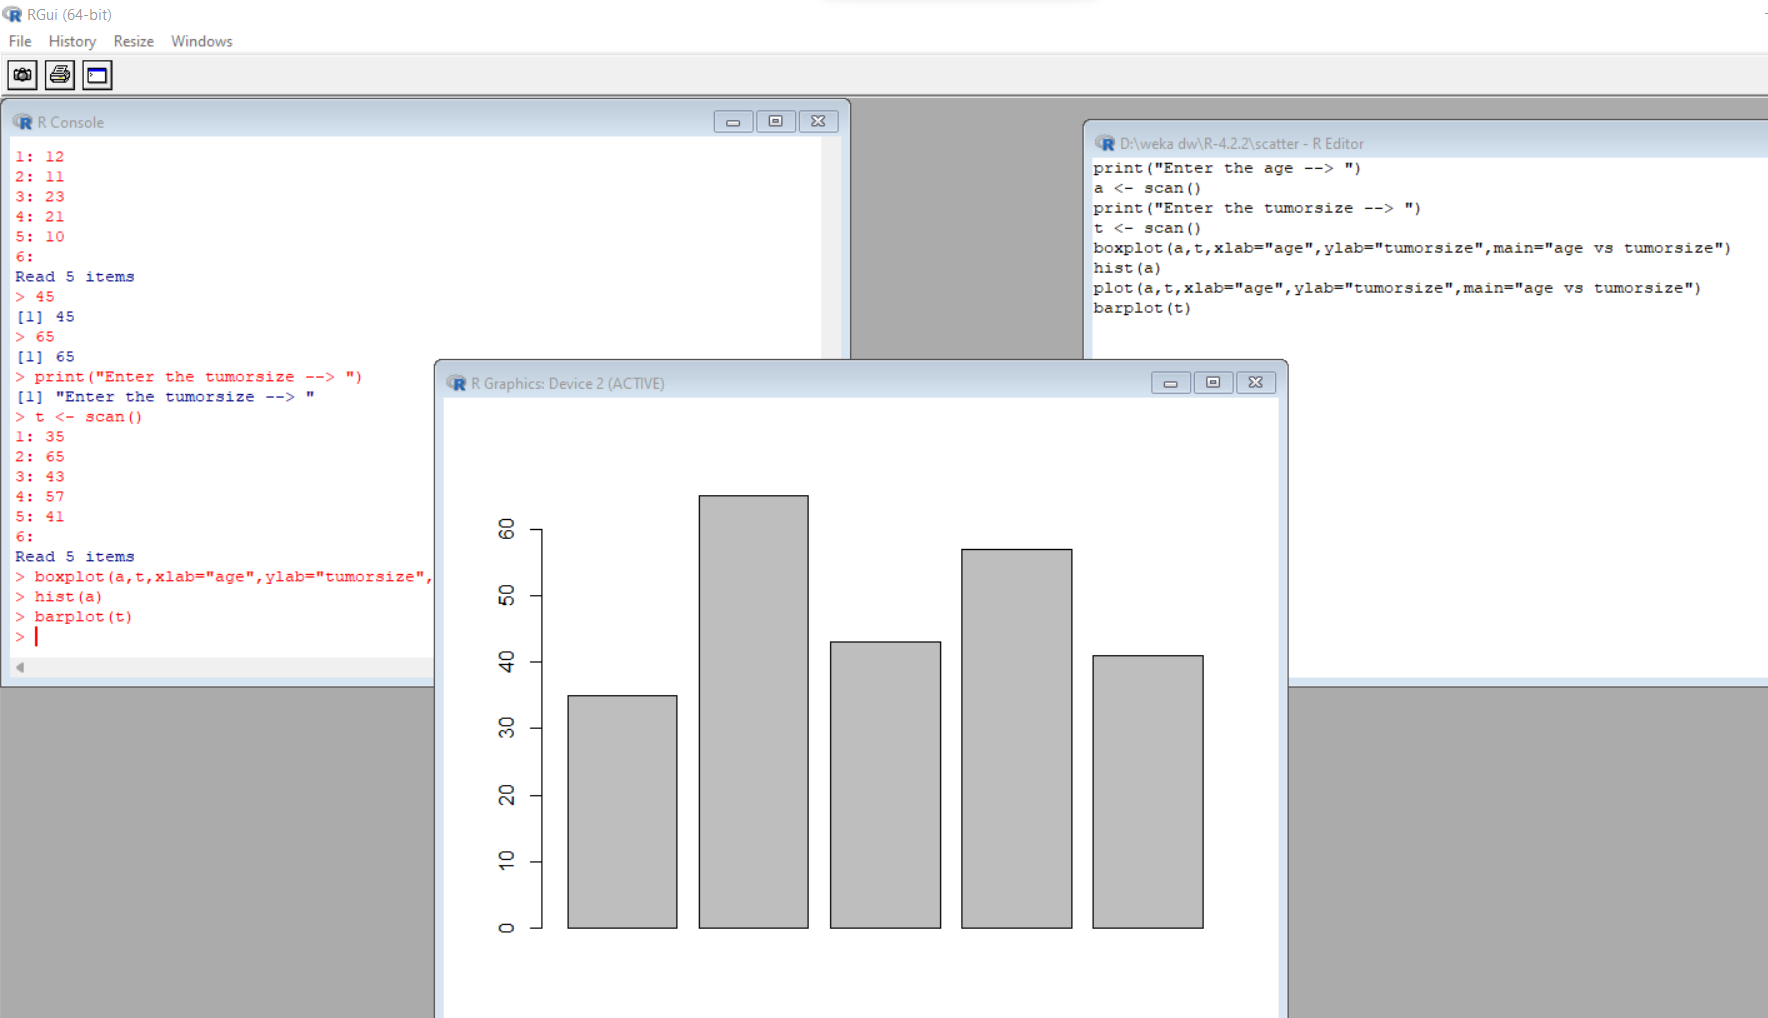 RGui (64-bit)
File History Resize Windows
R Console
1: 12
2: 11
3: 23
4: 21
5: 10
6:
Read 5 items
> 45
[1] 45
> 65
[1] 65
> print("Enter the tumorsize --> ")
[1] "Enter the tumorsize --> "
> t <- scan()
1: 35
2: 65
3: 43
4: 57
5: 41
6:
Read 5 items
> boxplot(a,t,xlab="age",ylab="tumorsize",
> hist(a)
> barplot(t)
>
D:\weka dw\R-4.2.2\scatter - R Editor
print("Enter the age --> ")
a <- scan()
print("Enter the tumorsize --> ")
t <- scan()
boxplot(a,t,xlab="age",ylab="tumorsize",main="age vs tumorsize")
hist(a)
plot(a,t,xlab="age",ylab="tumorsize",main="age vs tumorsize")
barplot(t)
R Graphics: Device 2 (ACTIVE)
60
50
40
30
20
10
0